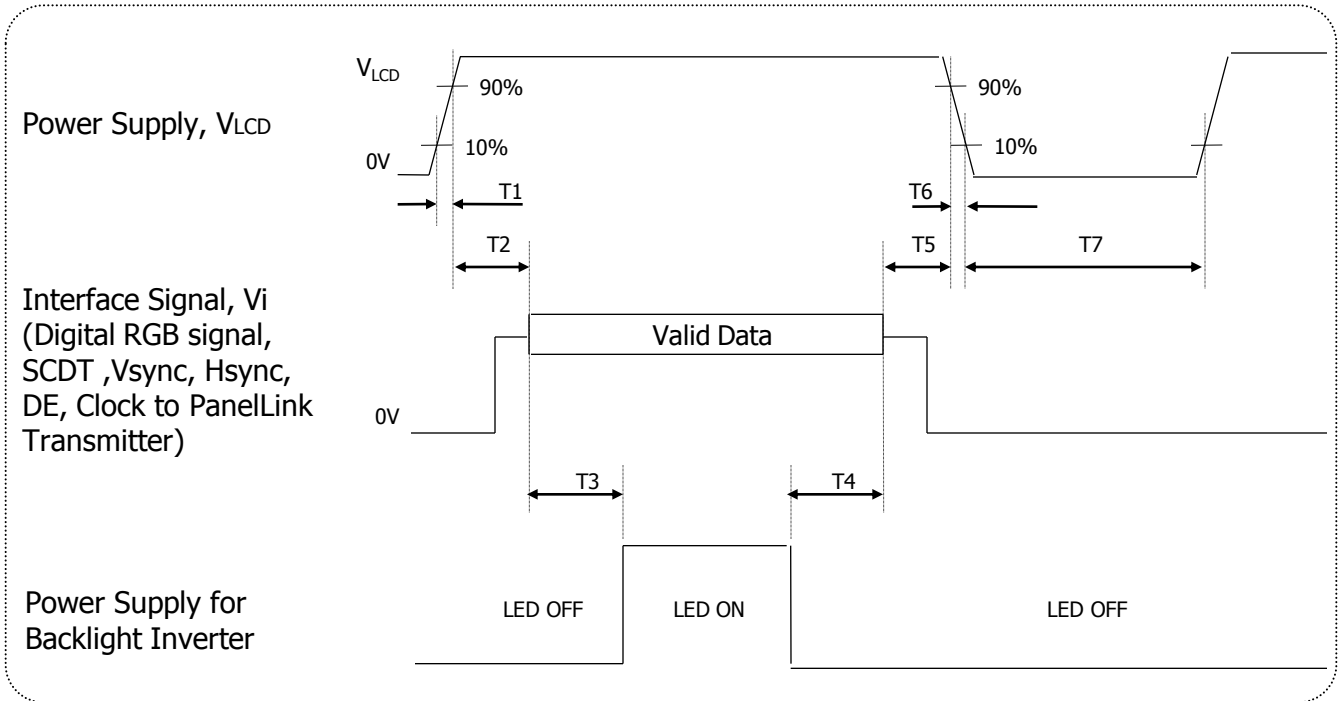 VLCD
90%
90%
Power Supply, VLCD
10%
10%
0V
T1
T6
T2
T5
T7
Interface Signal, Vi
(Digital RGB signal,
SCDT ,Vsync, Hsync,
DE, Clock to PanelLink
Transmitter)
Valid Data
0V
T3
T4
Power Supply for
Backlight Inverter
LED OFF
LED ON
LED OFF